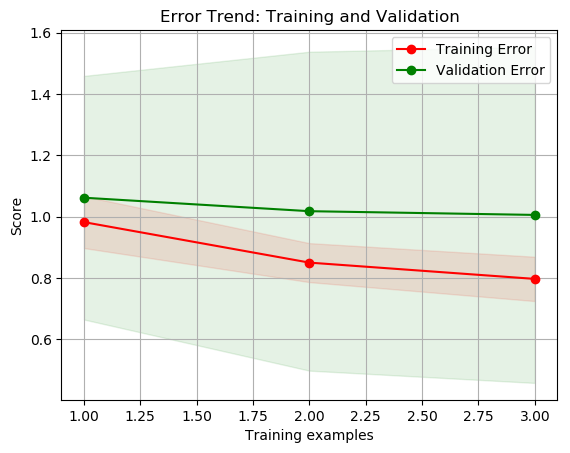 Error Trend: Training and Validation
Training Error
Validation Error
Score
1.6
1.4
1.2
1.0
0.8
0.6
1.00 1.25 1.50 1.75 2.00 2.25 2.50 2.75 3.00
Training examples